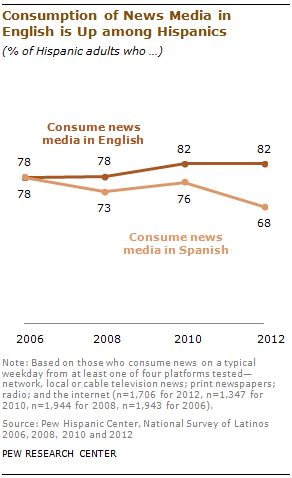 Consumption of News Media in
English is Up among Hispanics
(% of Hispanic adults who …)
Consume news
media in English
78
78
82
82
78
73
76
68
Consume news
media in Spanish
2006
2008
2010
2012
Note: Based on those who consume news on a typical
weekday from at least one of four platforms tested—
network, local or cable television news; print newspapers;
radio; and the internet (n=1,706 for 2012, n=1,347 for
2010, n=1,944 for 2008, n=1,943 for 2006).
Source: Pew Hispanic Center, National Survey of Latinos
2006, 2008, 2010 and 2012
PEW RESEARCH CENTER